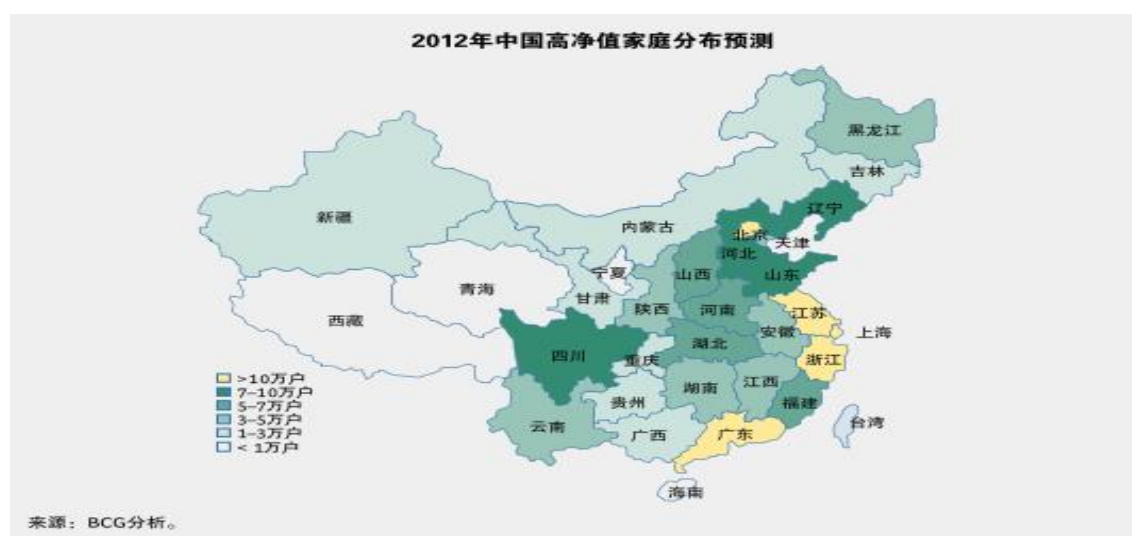 2012年中国高净值家庭分布预测
黑龙江
吉林
辽宁
新疆
内蒙古
北京
天津
河北
宁夏
山西
山东
青海
甘肃
陕西
河南
江苏
西藏
安徽
上海
湖北
四川
重庆
浙江
湖南
江西
贵州
福建
云南
广西
广东
台湾
海南
>10万户
7–10万户
5–7万户
3–5万户
1–3万户
< 1万户
来源：BCG分析。